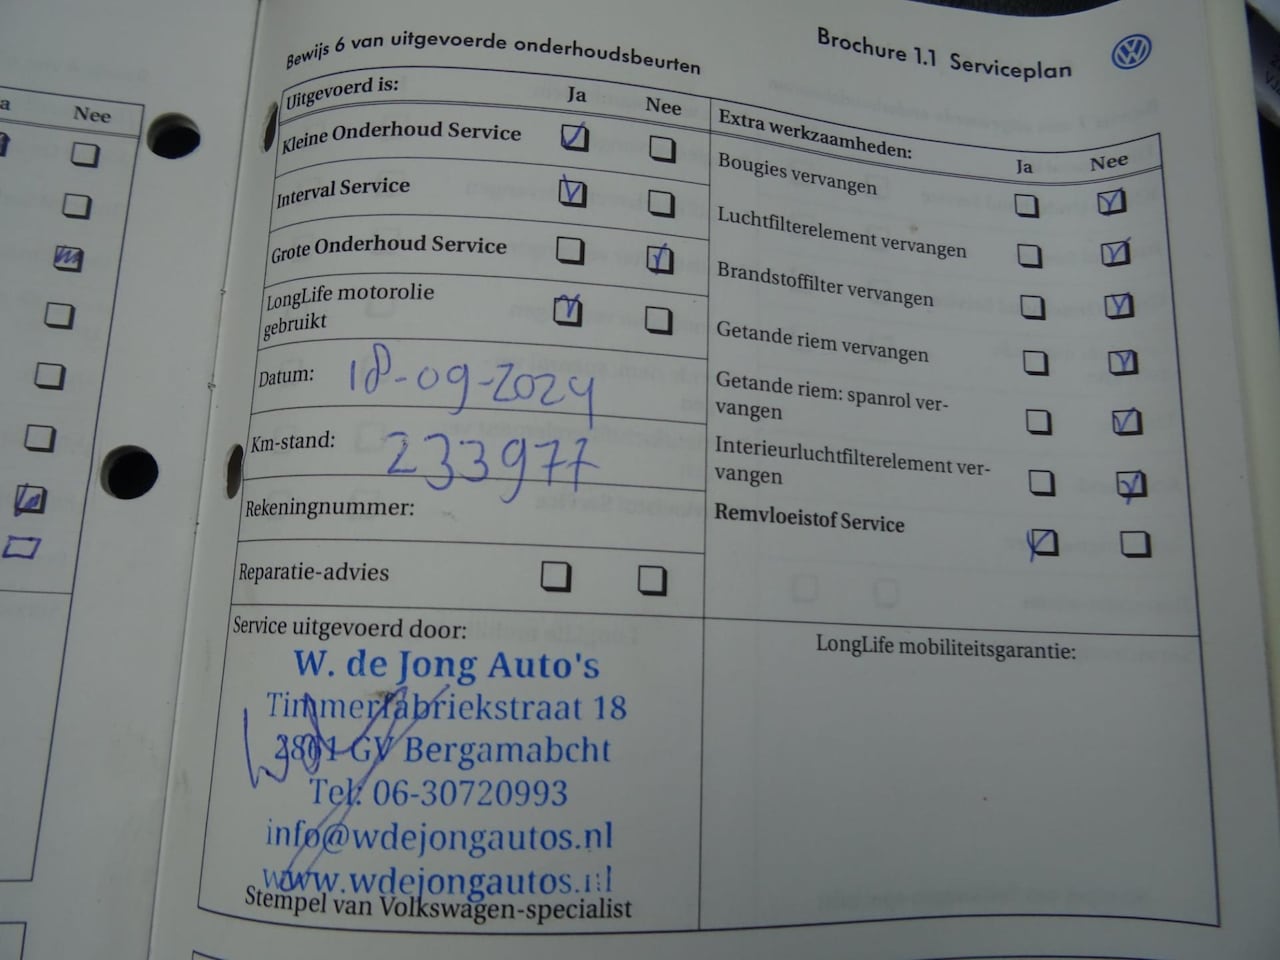 a Nee
Brochure 1.1 Serviceplan
Bewijs 6 van uitgevoerde onderhoudsbeurten
Uitgevoerd is: Ja Nee
Kleine Onderhoud Service
Interval Service
Grote Onderhoud Service
LongLife motorolie
gebruikt
Datum: 18-09-2024
Km-stand: 233977
Rekeningnummer:
Reparatie-advies
Service uitgevoerd door:
W. de Jong Auto's
Timmerfabriekstraat 18
2861 GV Bergamabcht
Tel: 06-30720993
info@wdejongautos.nl
www.wdejongautos.nl
Stempel van Volkswagen-specialist
Extra werkzaamheden: Ja Nee
Bougies vervangen
Luchtfilterelement vervangen
Brandstoffilter vervangen
Getande riem vervangen
Getande riem: spanrol ver-
vangen
Interieurluchtfilterelement ver-
vangen
Remvloeistof Service
LongLife mobiliteitsgarantie: